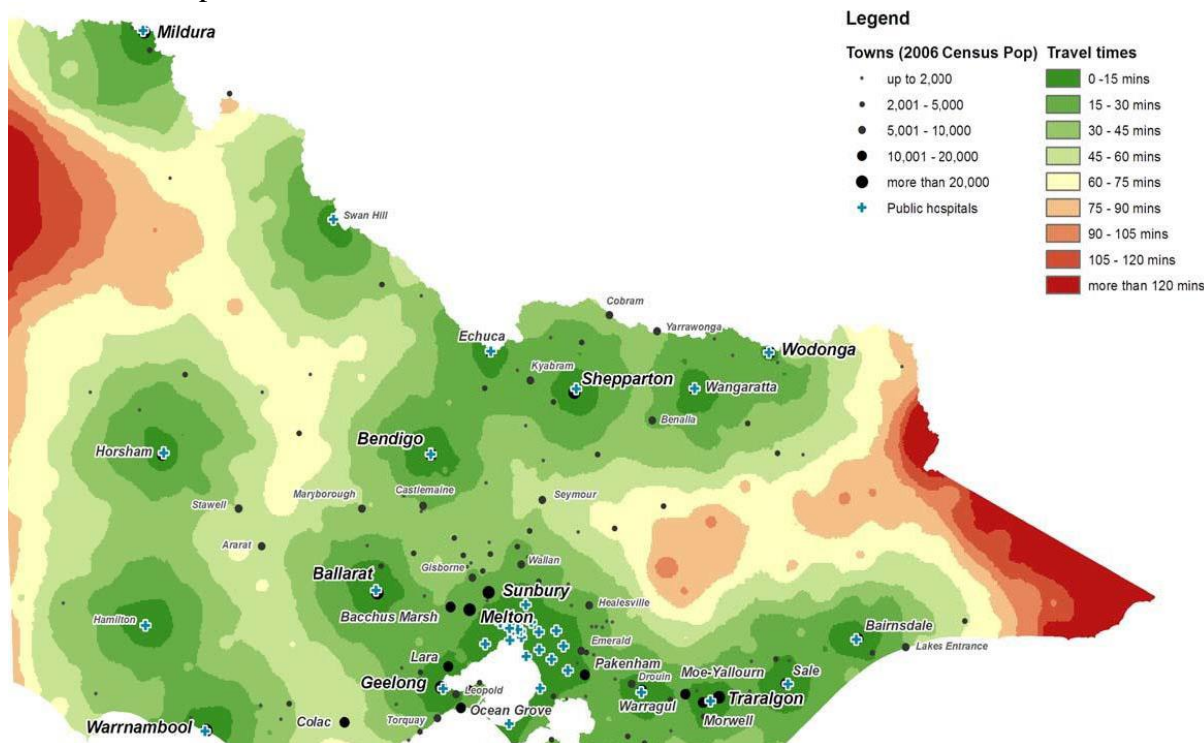 Legend
Towns (2006 Census Pop)
up to 2,000
2,001 - 5,000
5,001 - 10,000
10,001 - 20,000
more than 20,000
Public hospitals
Travel times
0 -15 mins
15 - 30 mins
30 - 45 mins
45 - 60 mins
60 - 75 mins
75 - 90 mins
90 - 105 mins
105 - 120 mins
more than 120 mins
Mildura
Swan Hill
Cobram
Yarrawonga
Echuca
Wodonga
Kyabram
Shepparton
Wangaratta
Benalla
Bendigo
Horsham
Castlemaine
Maryborough
Seymour
Stawell
Ararat
Wallan
Gisborne
Ballarat
Sunbury
Bacchus Marsh
Melton
Healesville
Hamilton
Emerald
Bairnsdale
Lakes Entrance
Lara
Pakenham
Moe-Yallourn
Sale
Drouin
Geelong
Leopold
Warragul
Traralgon
Ocean Grove
Morwell
Torquay
Colac
Warrnambool